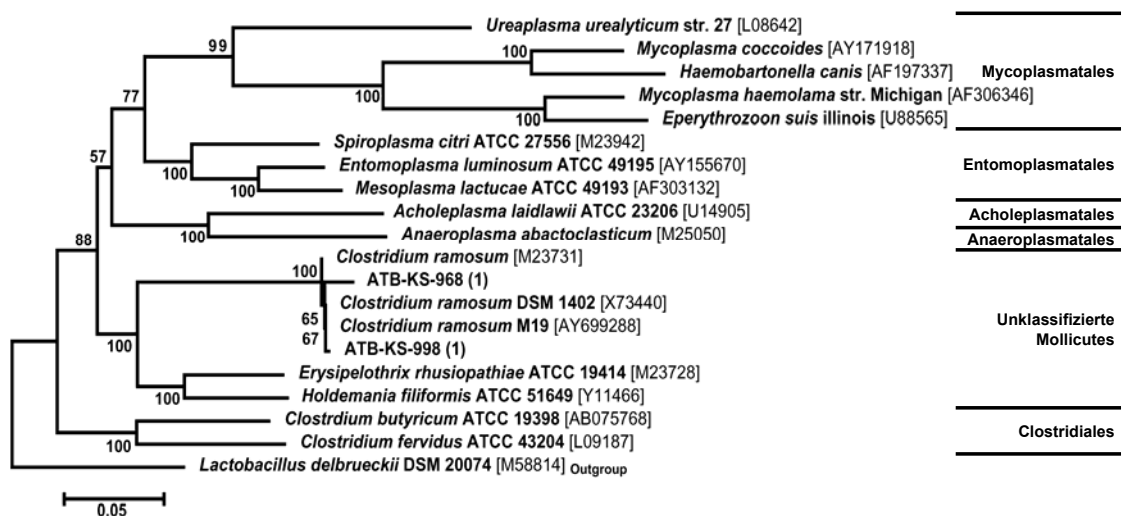 Ureaplasma urealyticum str. 27 [L08642]
99
100 Mycoplasma coccoides [AY171918]
Haemobartonella canis [AF197337]
Mycoplasmatales
77
100
Mycoplasma haemolama str. Michigan [AF306346]
100
Eperythrozoon suis illinois [U88565]
Spiroplasma citri ATCC 27556 [M23942]
57
100
Entomoplasma luminosum ATCC 49195 [AY155670]
Entomoplasmatales
100
Mesoplasma lactucae ATCC 49193 [AF303132]
Acholeplasma laidlawii ATCC 23206 [U14905]
Acholeplasmatales
100
Anaeroplasma abactoclasticum [M25050]
Anaeroplasmatales
88
Clostridium ramosum [M23731]
100
ATB-KS-968 (1)
Clostridium ramosum DSM 1402 [X73440]
65
Clostridium ramosum M19 [AY699288]
67
Unklassifizierte
Mollicutes
100
ATB-KS-998 (1)
Erysipelothrix rhusiopathiae ATCC 19414 [M23728]
100
Holdemania filiformis ATCC 51649 [Y11466]
Clostrdium butyricum ATCC 19398 [AB075768]
Clostridiales
100
Clostridium fervidus ATCC 43204 [L09187]
Lactobacillus delbrueckii DSM 20074 [M58814] Outgroup
0.05